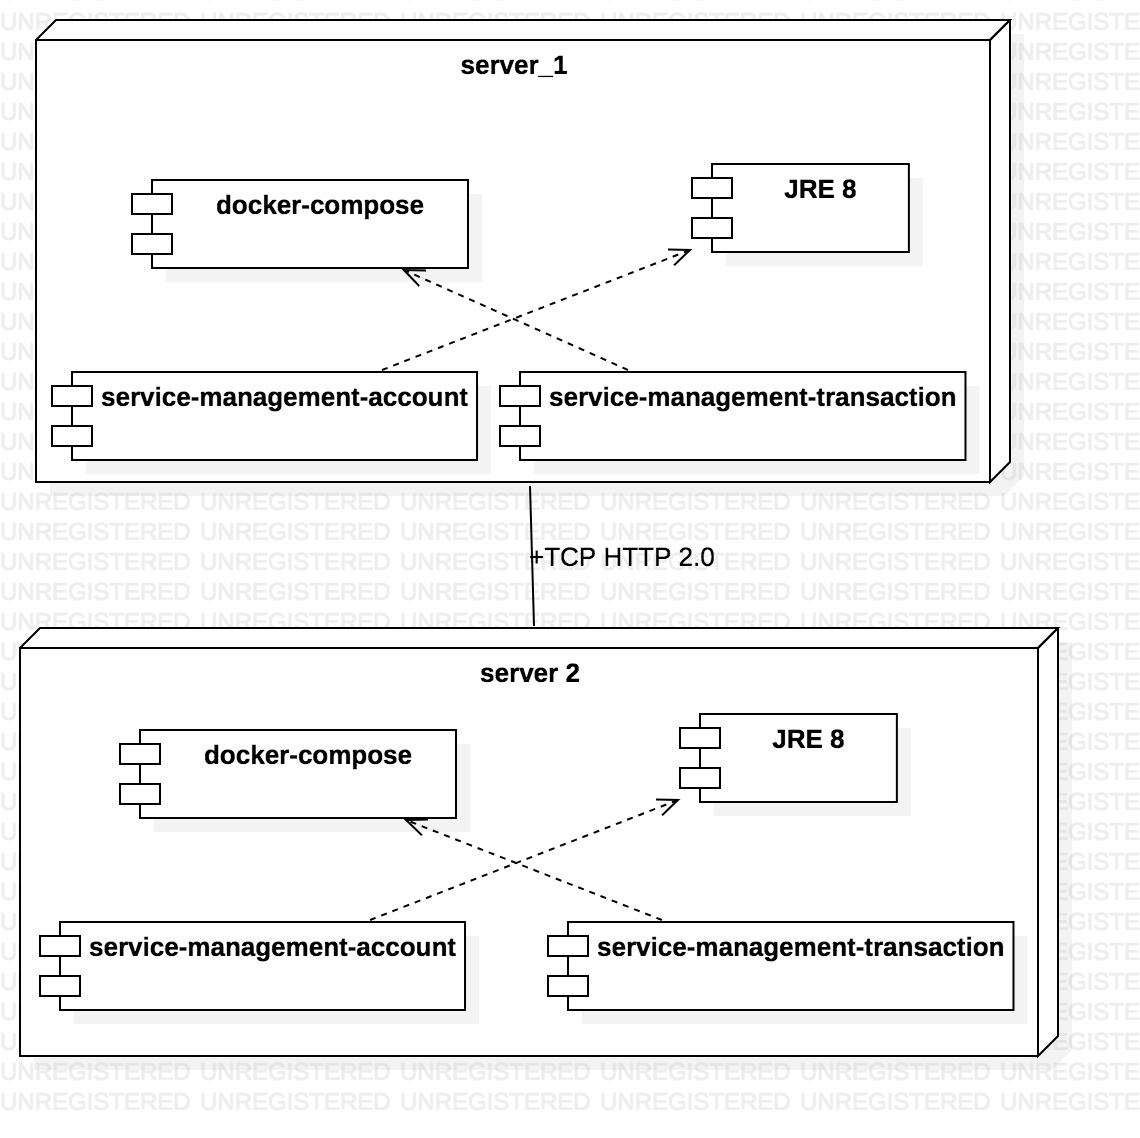 server_1
docker-compose
JRE 8
service-management-account
service-management-transaction
+TCP HTTP 2.0
server 2
docker-compose
JRE 8
service-management-account
service-management-transaction
UNREGISTERED UNREGISTERED UNREGISTERED UNREGISTERED UNREGISTERED